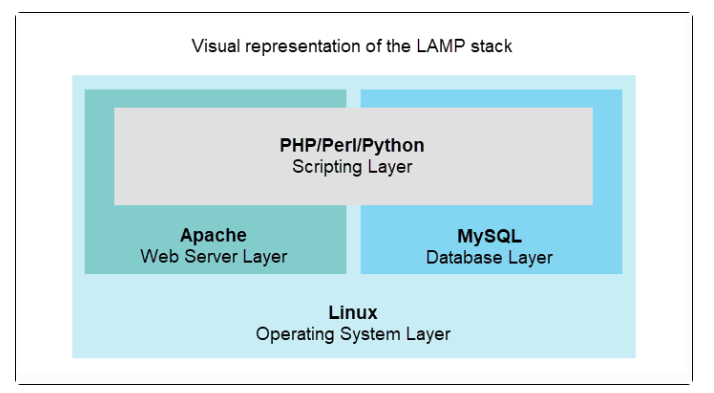 Visual representation of the LAMP stack
PHP/Perl/Python
Scripting Layer
Apache
Web Server Layer
MySQL
Database Layer
Linux
Operating System Layer